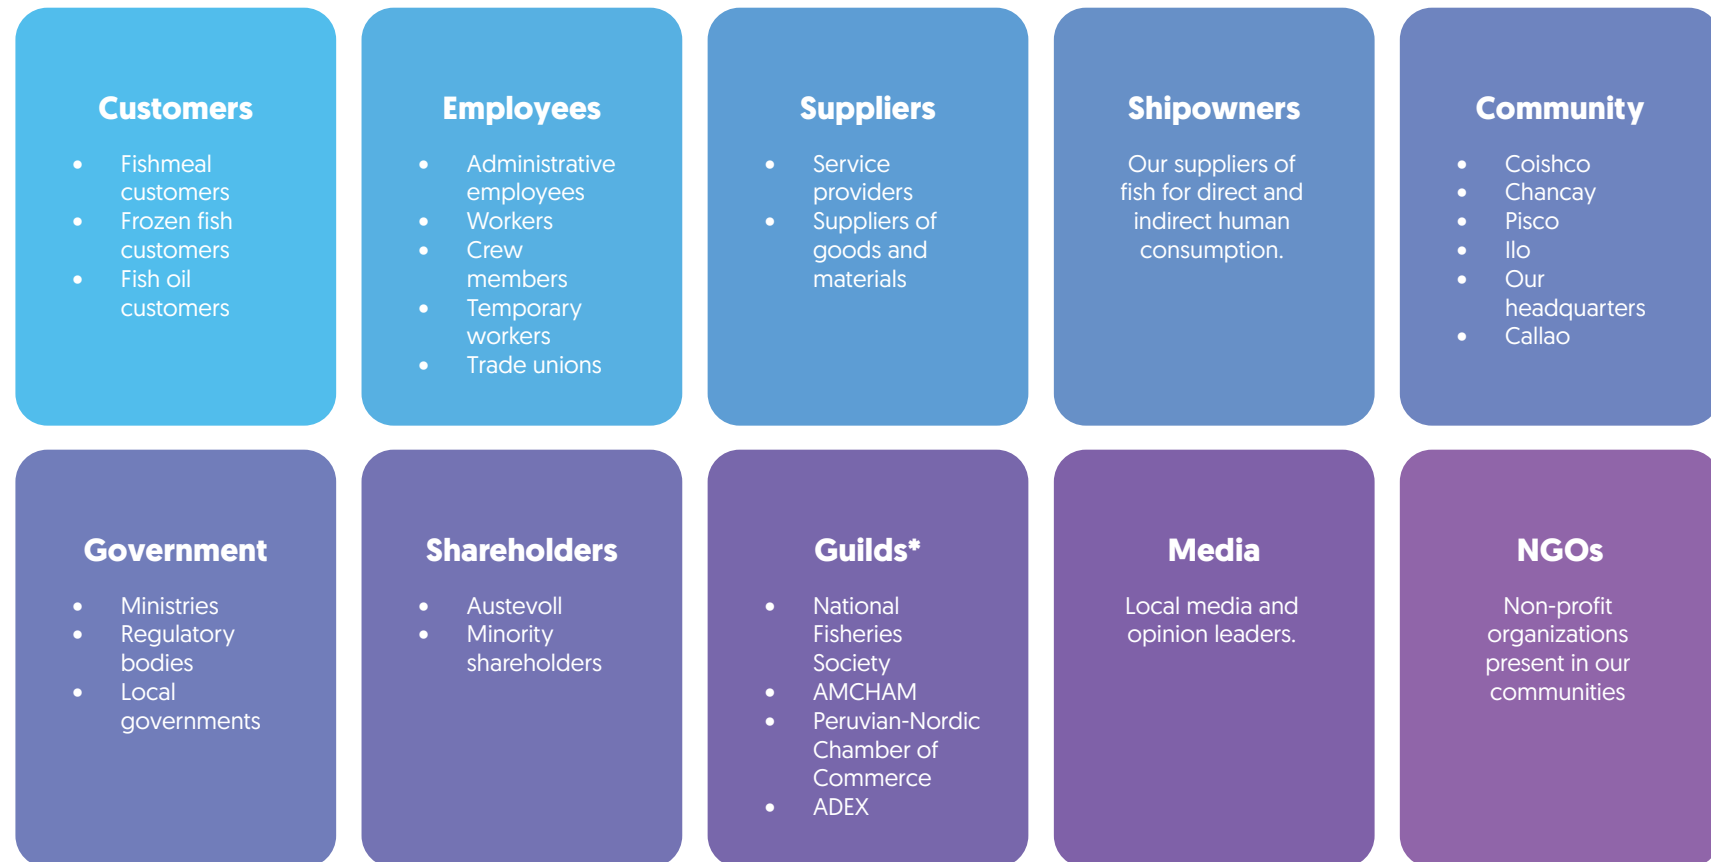 Customers
• Fishmeal
customers
• Frozen fish
customers
• Fish oil
customers
Employees
• Administrative
employees
• Workers
• Crew
members
• Temporary
workers
• Trade unions
Suppliers
• Service
providers
• Suppliers of
goods and
materials
Shipowners
Our suppliers of
fish for direct and
indirect human
consumption.
Community
• Coishco
• Chancay
• Pisco
• Ilo
• Our
headquarters
• Callao
Government
• Ministries
• Regulatory
bodies
• Local
governments
Shareholders
• Austevoll
• Minority
shareholders
Guilds*
• National
Fisheries
Society
• AMCHAM
• Peruvian-Nordic
Chamber of
Commerce
• ADEX
Media
Local media and
opinion leaders.
NGOs
Non-profit
organizations
present in our
communities